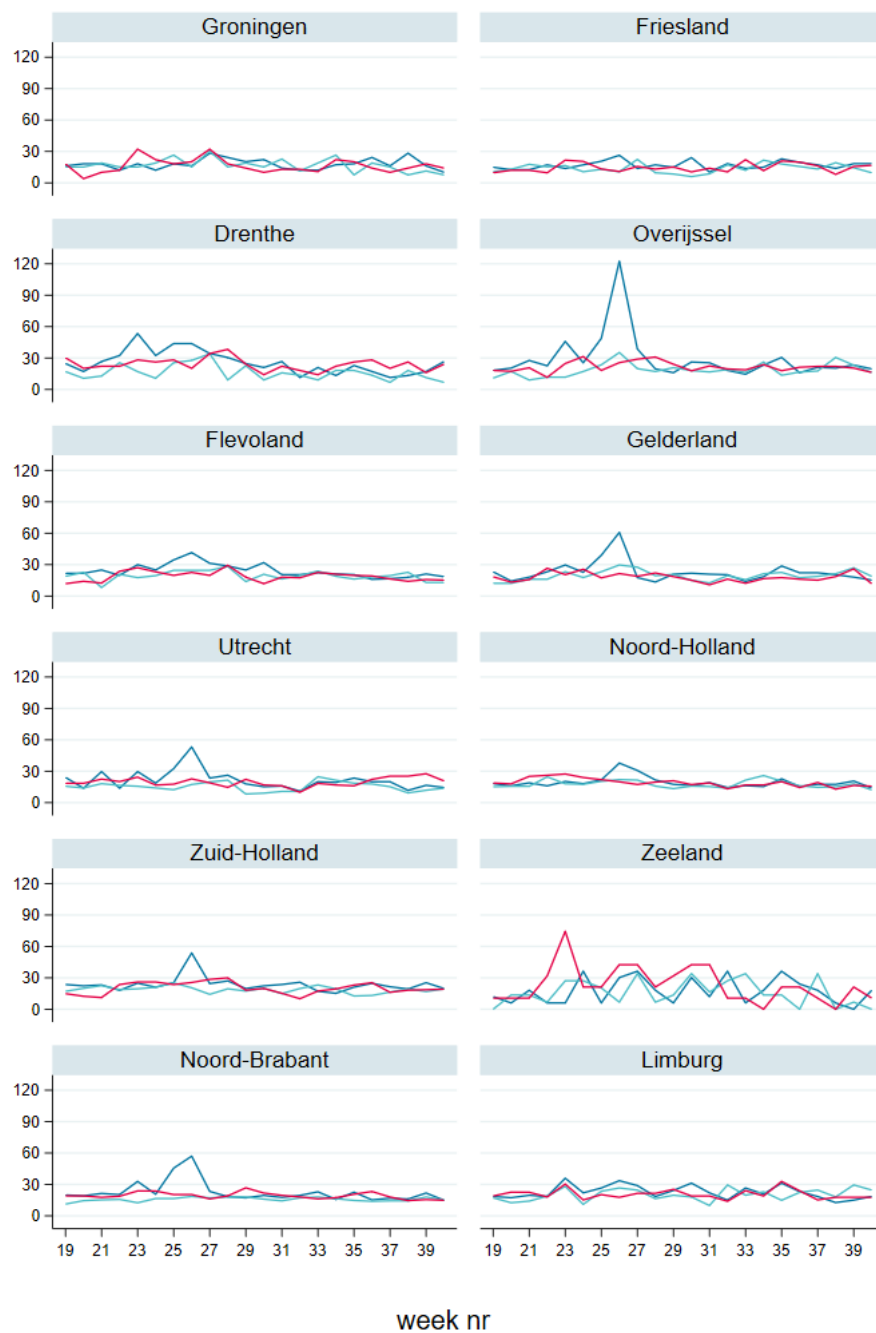 Groningen
Friesland
120
90
60
30
0
Drenthe
Overijssel
120
90
60
30
0
Flevoland
Gelderland
120
90
60
30
0
Utrecht
Noord-Holland
120
90
60
30
0
Zuid-Holland
Zeeland
120
90
60
30
0
Noord-Brabant
Limburg
120
90
60
30
0
19 21 23 25 27 29 31 33 35 37 39
19 21 23 25 27 29 31 33 35 37 39
week nr